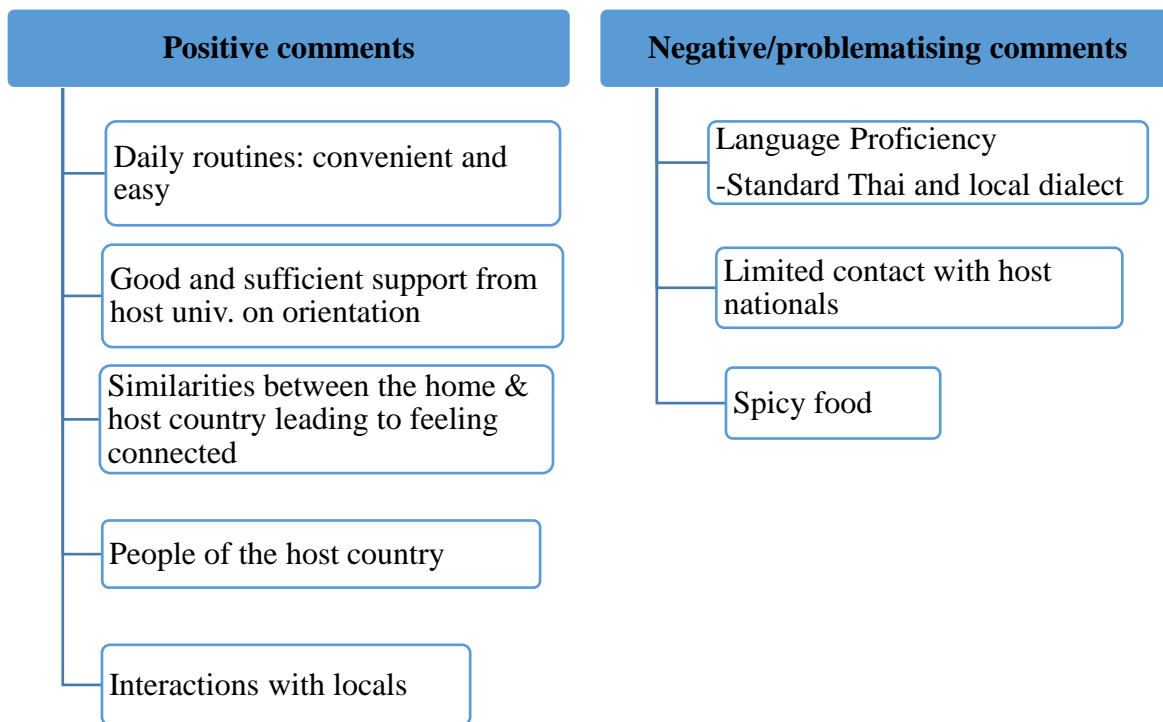 Positive comments
Daily routines: convenient and
easy
Good and sufficient support from
host univ. on orientation
Similarities between the home &
host country leading to feeling
connected
People of the host country
Interactions with locals
Negative/problematising comments
Language Proficiency
-Standard Thai and local dialect
Limited contact with host
nationals
Spicy food